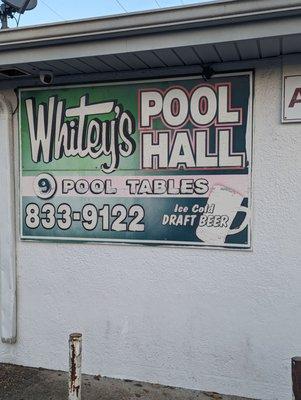 Whitey's POOL HALL
9 POOL TABLES
833-9122
Ice Cold
DRAFT BEER
A